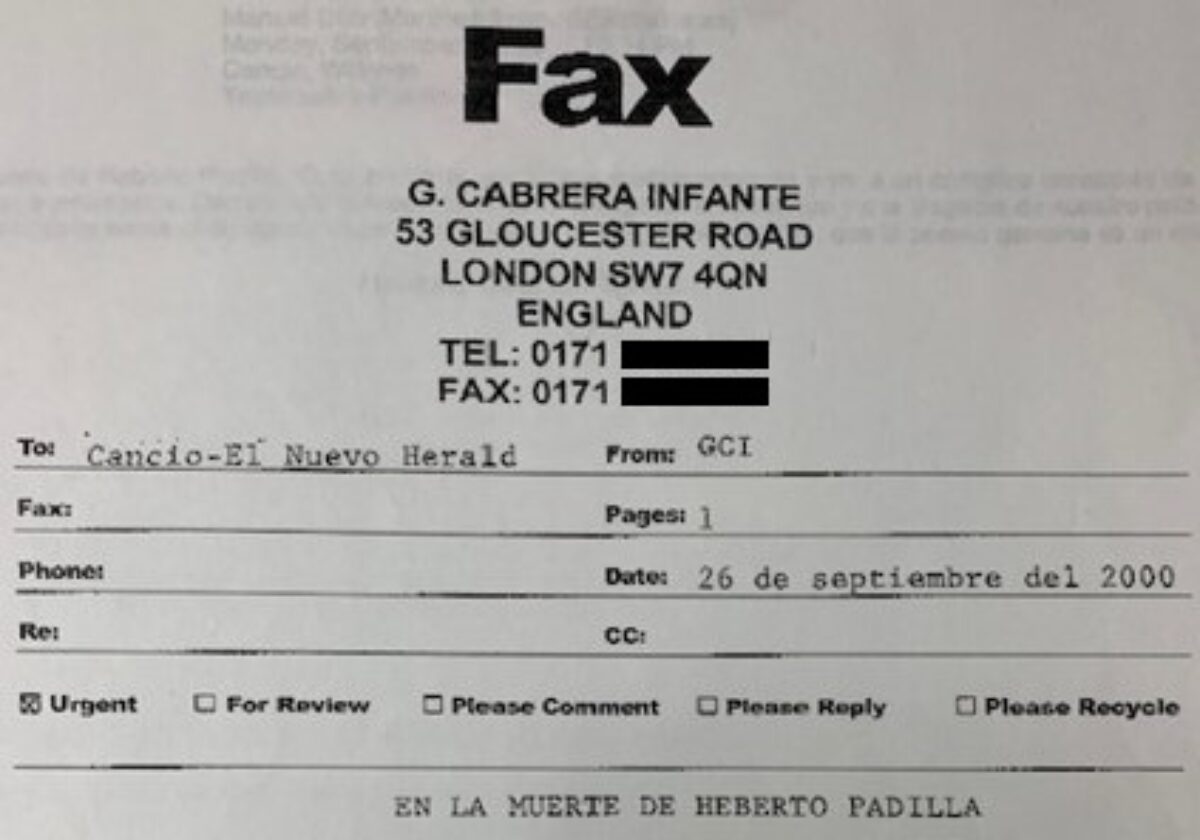 Fax
G. CABRERA INFANTE
53 GLOUCESTER ROAD
LONDON SW7 4QN
ENGLAND
TEL: 0171
FAX: 0171
To: Cancio-El Nuevo Herald From: GCI
Fax: Pages: 1
Phone: Date: 26 de septiembre del 2000
Re: CC:
☒ Urgent ☐ For Review ☐ Please Comment ☐ Please Reply ☐ Please Recycle
EN LA MUERTE DE HEBERTO PADILLA